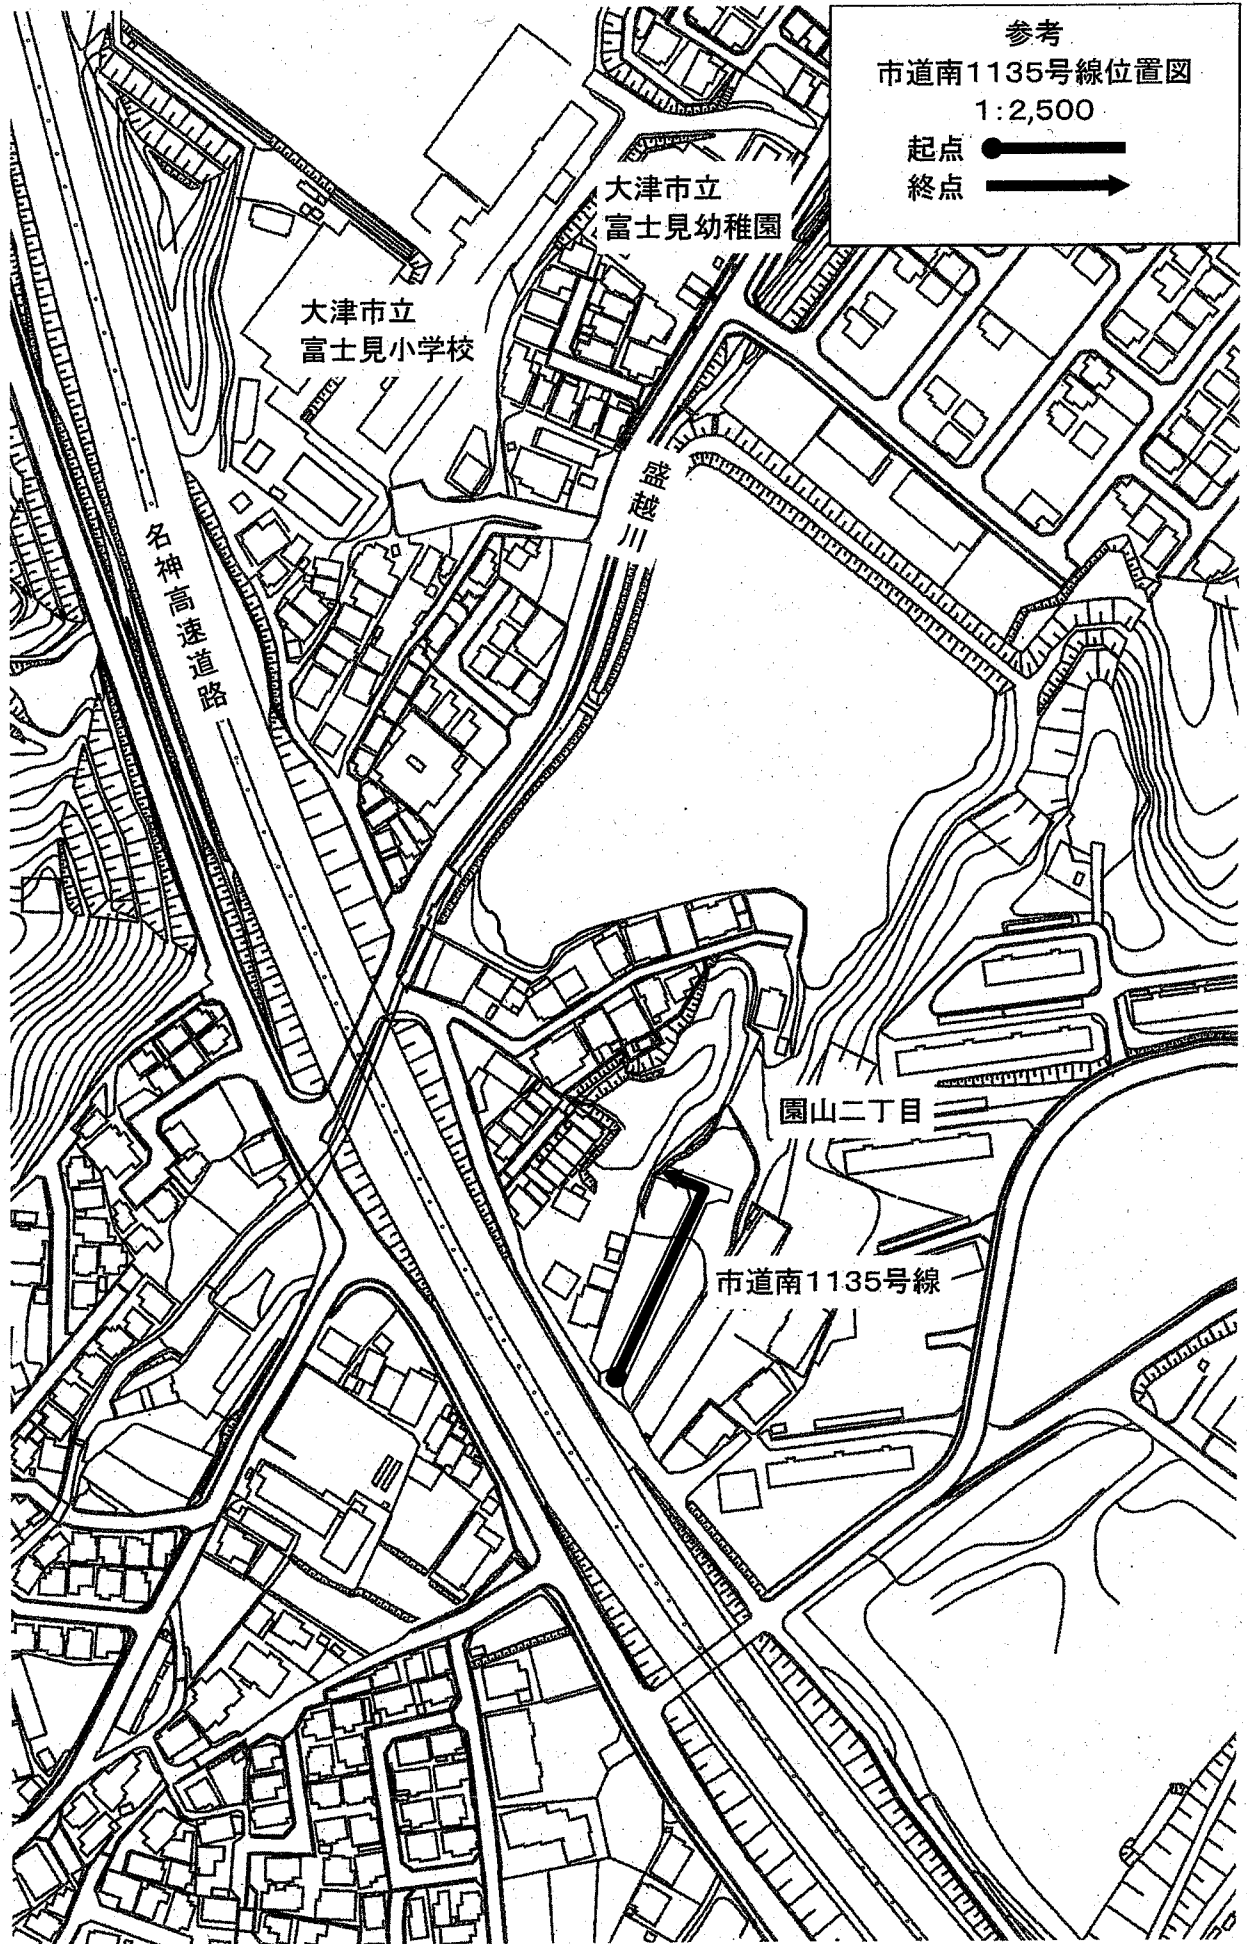 参考
市道南1135号線位置図
1:2,500
起点
終点
大津市立
富士見幼稚園
大津市立
富士見小学校
盛越川
名神高速道路
園山二丁目
市道南1135号線